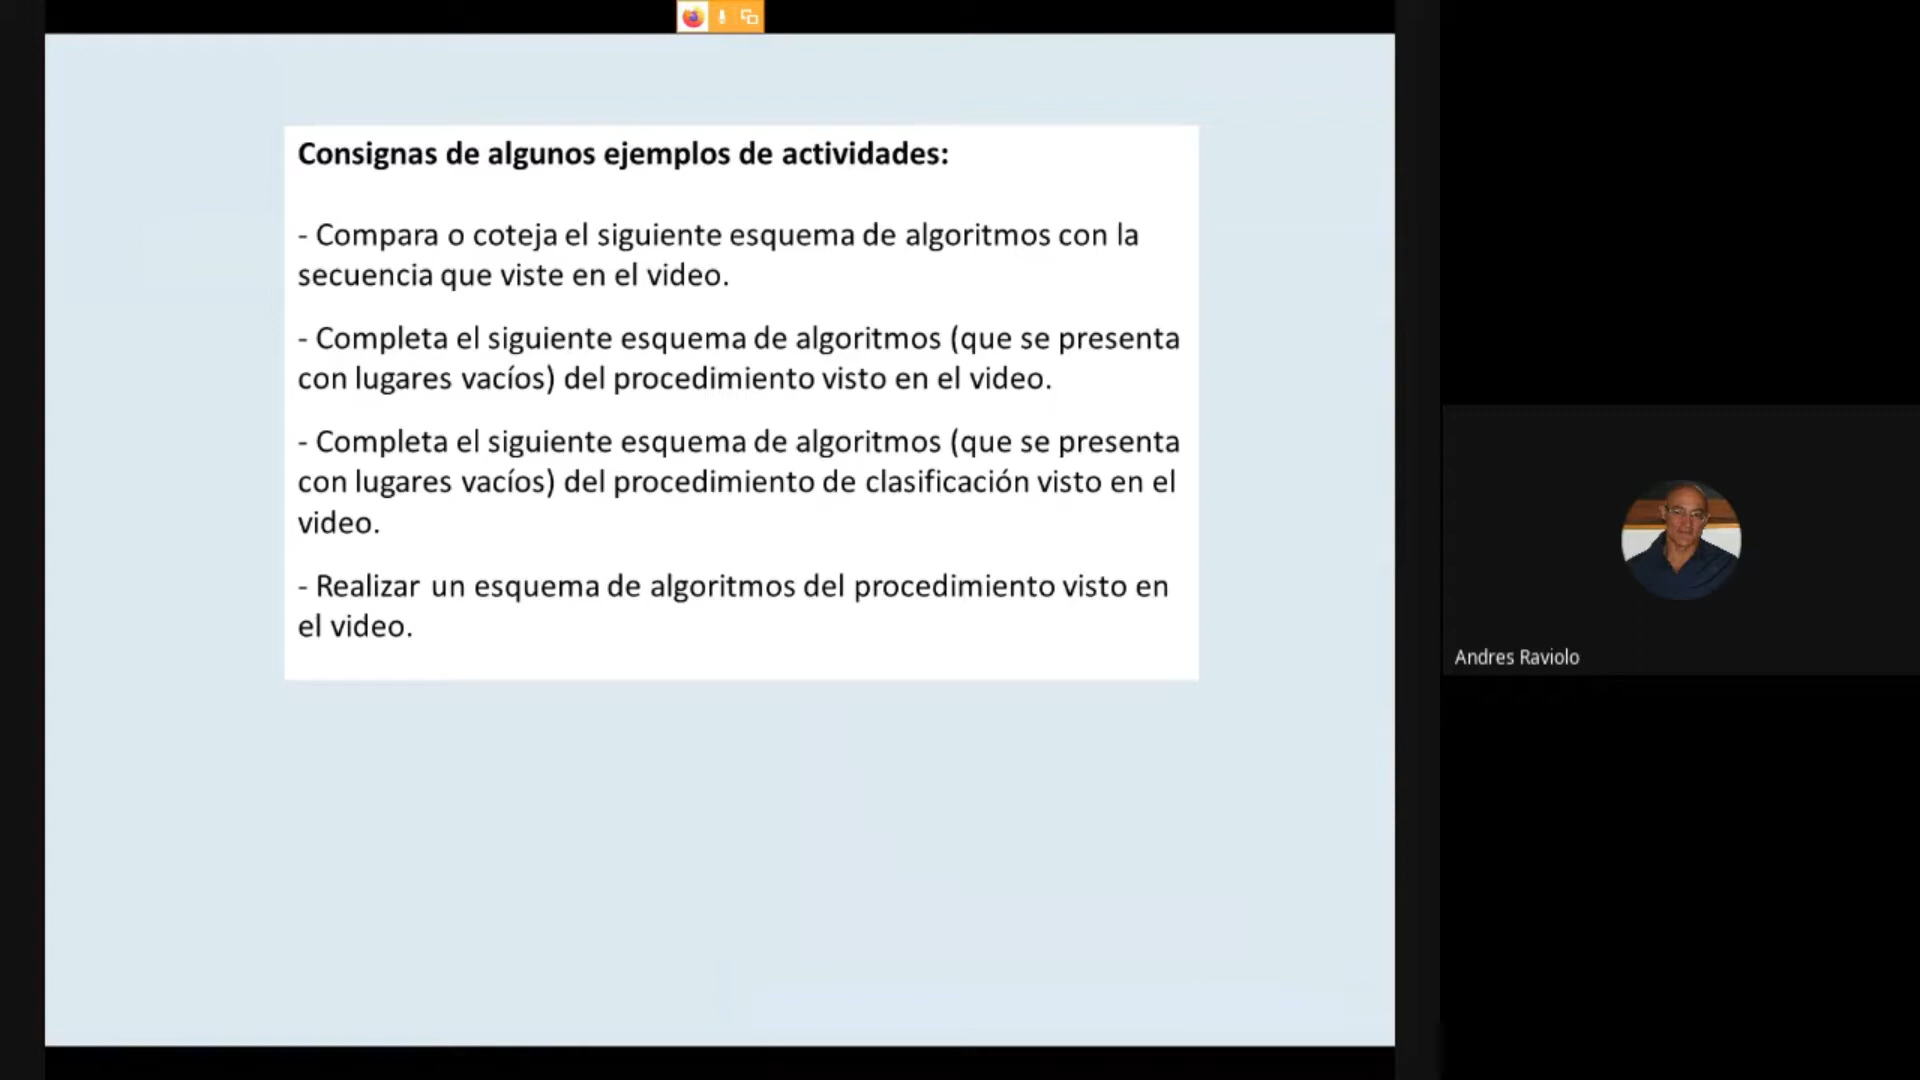 Consignas de algunos ejemplos de actividades:
- Compara o coteja el siguiente esquema de algoritmos con la
secuencia que viste en el video.
- Completa el siguiente esquema de algoritmos (que se presenta
con lugares vacíos) del procedimiento visto en el video.
- Completa el siguiente esquema de algoritmos (que se presenta
con lugares vacíos) del procedimiento de clasificación visto en el
video.
- Realizar un esquema de algoritmos del procedimiento visto en
el video.
Andres Raviolo